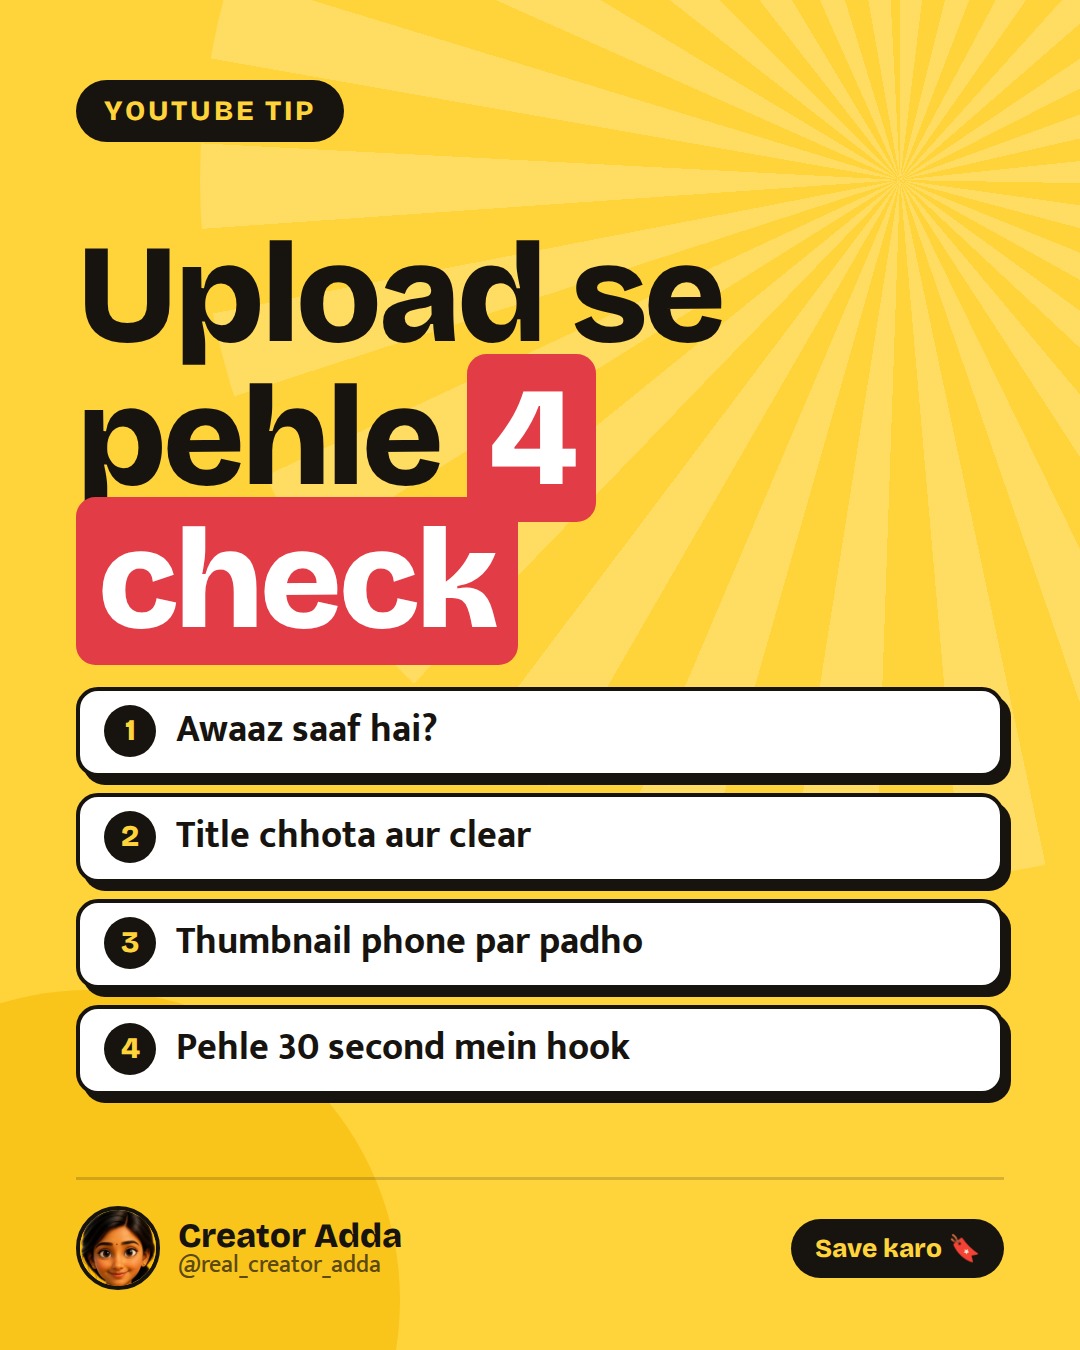 YOUTUBE TIP
Upload se
pehle 4
check
1 Awaaz saaf hai?
2 Title chhota aur clear
3 Thumbnail phone par padho
4 Pehle 30 second mein hook
Creator Adda
@real_creator_adda
Save karo 🔖